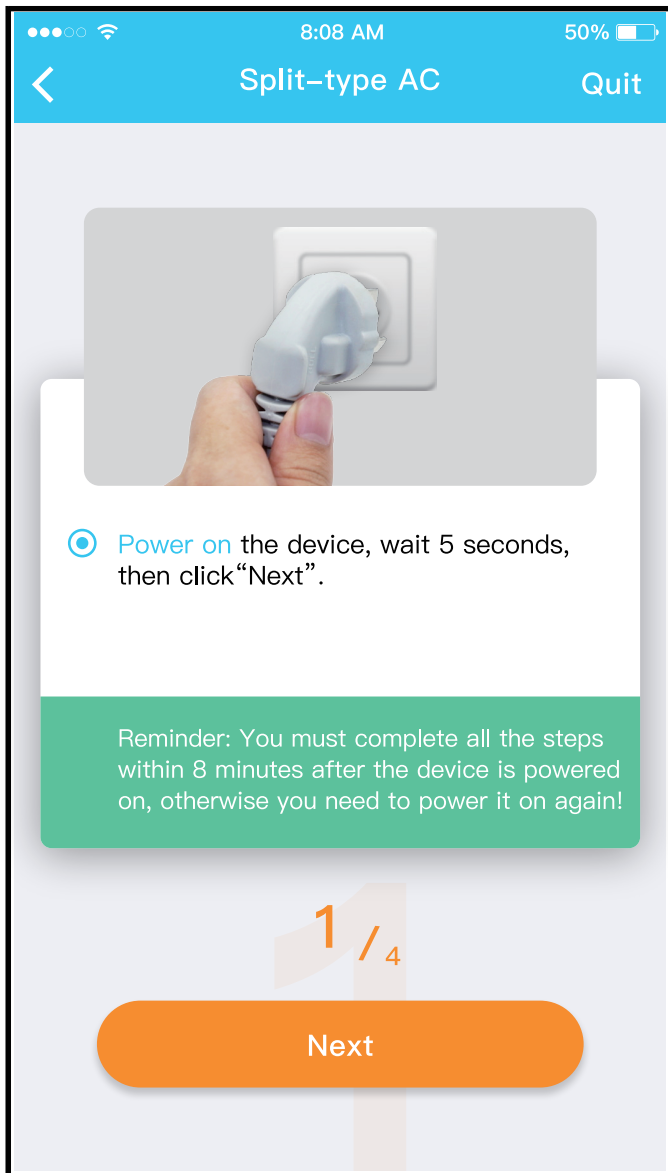 8:08 AM
50%
Split-type AC
Quit
Power on the device, wait 5 seconds,
then click“Next”.
Reminder: You must complete all the steps
within 8 minutes after the device is powered
on, otherwise you need to power it on again!
1
1 / 4
Next